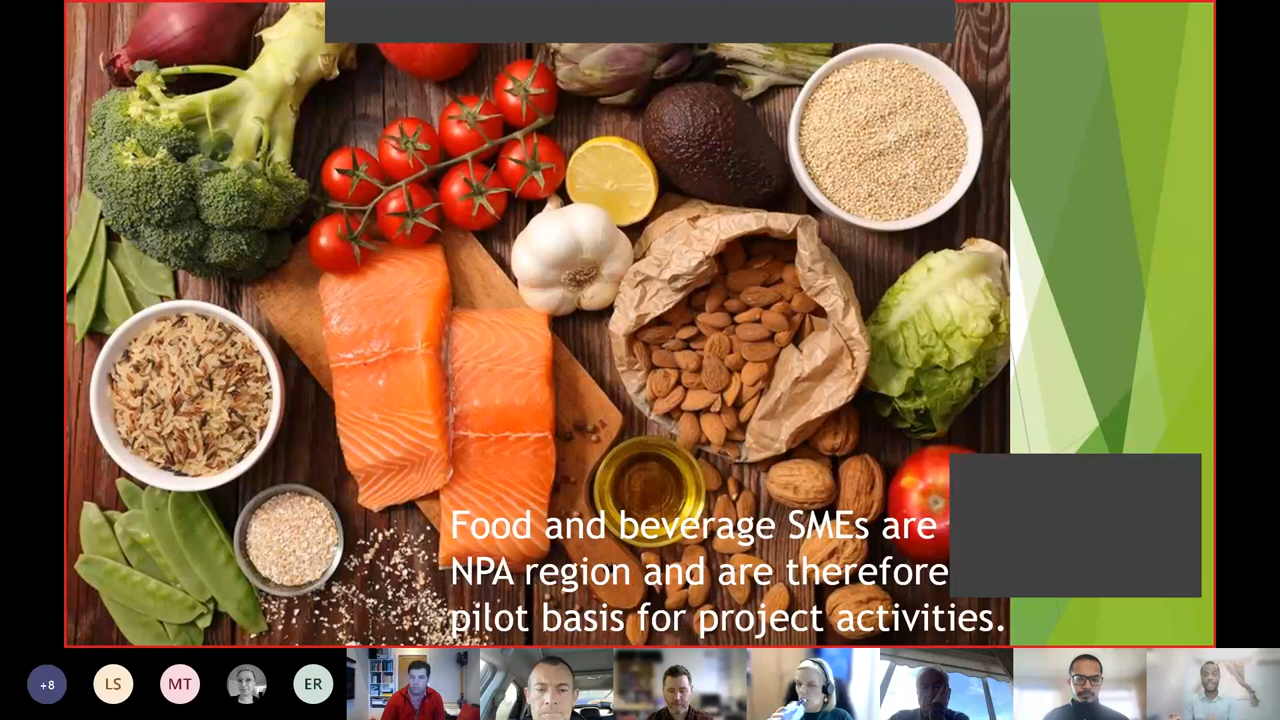 Food and beverage SMEs are
NPA region and are therefore
pilot basis for project activities.
+8
LS
MT
ER